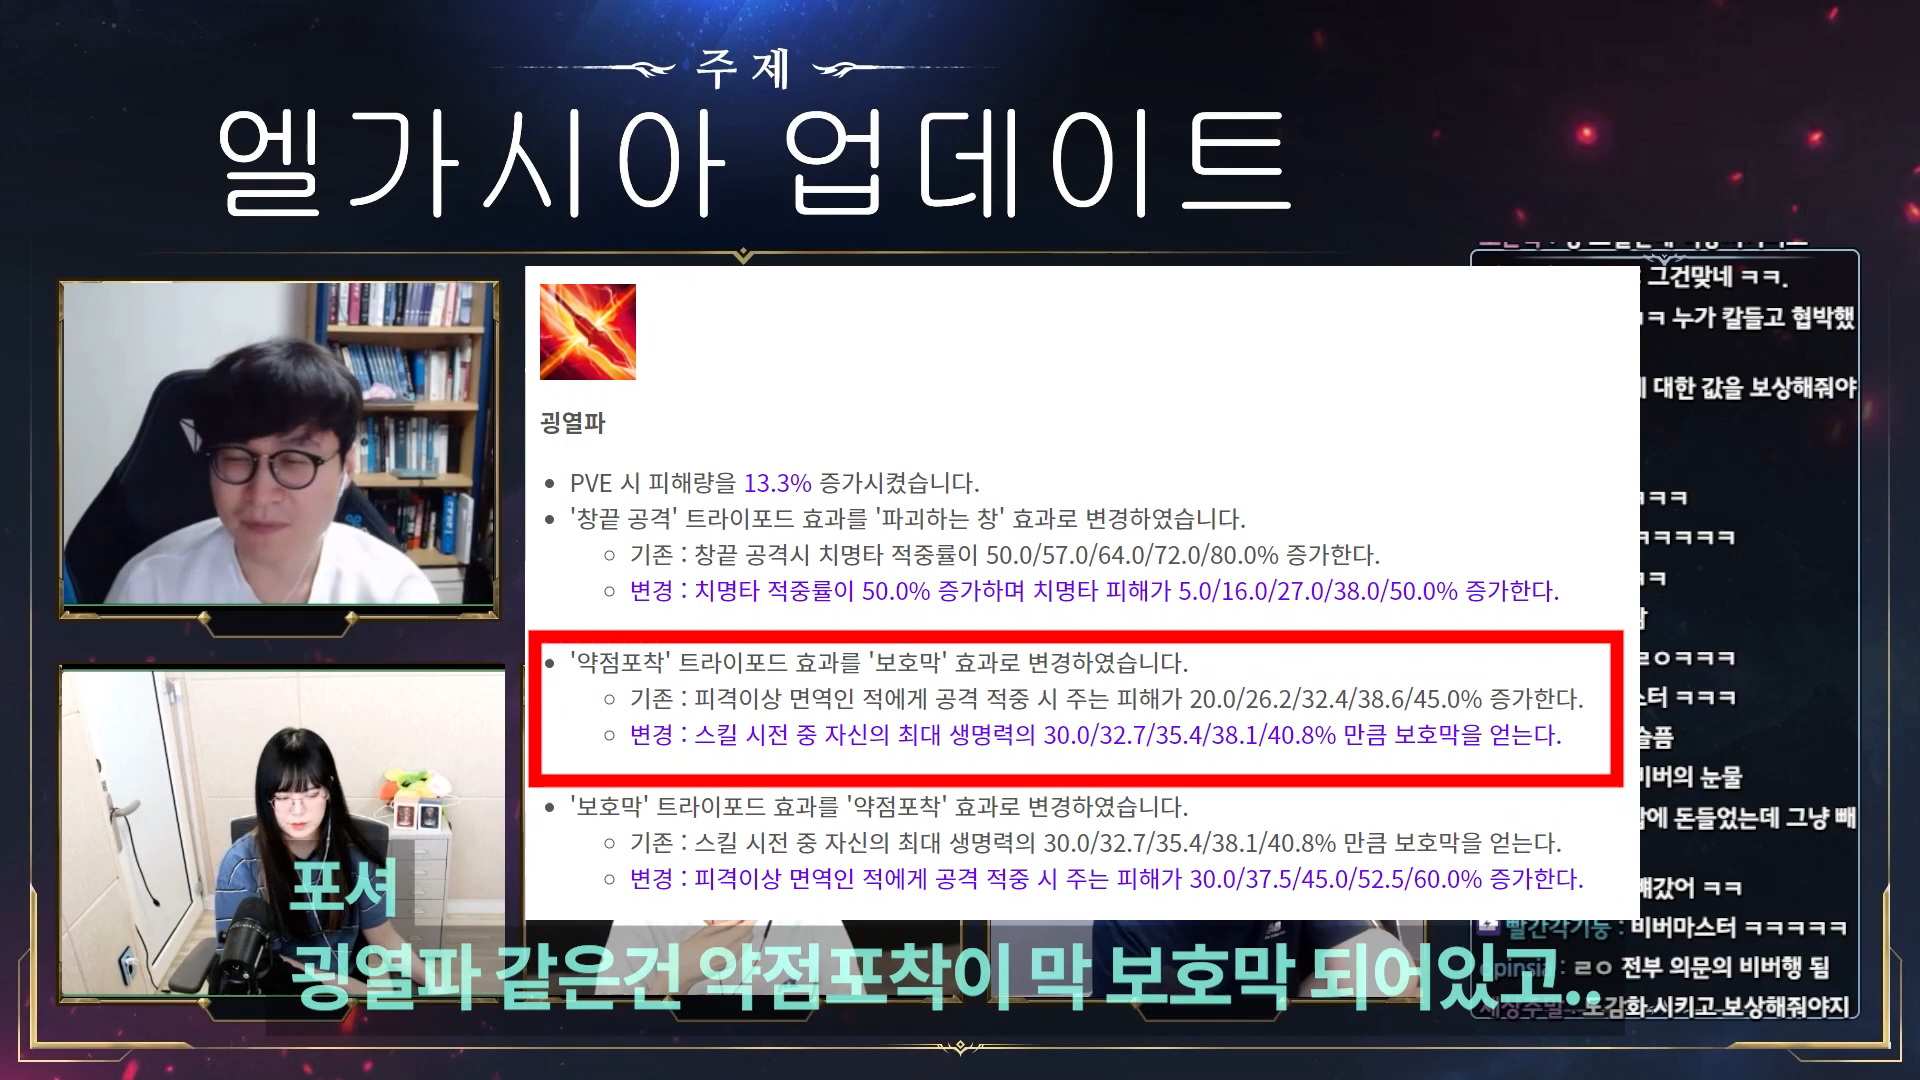 주제
엘가시아 업데이트
굉열파
PVE 시 피해량을 13.3% 증가시켰습니다.
'창끝 공격' 트라이포드 효과를 '파괴하는 창' 효과로 변경하였습니다.
기존 : 창끝 공격시 치명타 적중률이 50.0/57.0/64.0/72.0/80.0% 증가한다.
변경 : 치명타 적중률이 50.0% 증가하며 치명타 피해가 5.0/16.0/27.0/38.0/50.0% 증가한다.
'약점포착' 트라이포드 효과를 '보호막' 효과로 변경하였습니다.
기존 : 피격이상 면역인 적에게 공격 적중 시 주는 피해가 20.0/26.2/32.4/38.6/45.0% 증가한다.
변경 : 스킬 시전 중 자신의 최대 생명력의 30.0/32.7/35.4/38.1/40.8% 만큼 보호막을 얻는다.
'보호막' 트라이포드 효과를 '약점포착' 효과로 변경하였습니다.
기존 : 스킬 시전 중 자신의 최대 생명력의 30.0/32.7/35.4/38.1/40.8% 만큼 보호막을 얻는다.
변경 : 피격이상 면역인 적에게 공격 적중 시 주는 피해가 30.0/37.5/45.0/52.5/60.0% 증가한다.
: 그건맞네 ㅋㅋ.
ㅋ 누가 칼들고 협박했
대한 값을 보상해줘야
ㅋㅋㅋ
ㅋㅋㅋㅋㅋ
ㅋㅋ
ㄹㅇㅋㅋㅋ
ㅋㅋㅋ
슬픔
비버의 눈물
돈들었는데 그냥 빼
빼갔어 ㅋㅋ
빨간각기둥 : 비버마스터 ㅋㅋㅋㅋㅋ
ㄹㅇ 전부 의문의 비버행 됨
도감화 시키고 보상해줘야지
포셔
굉열파 같은건 약점포착이 막 보호막 되어있고..